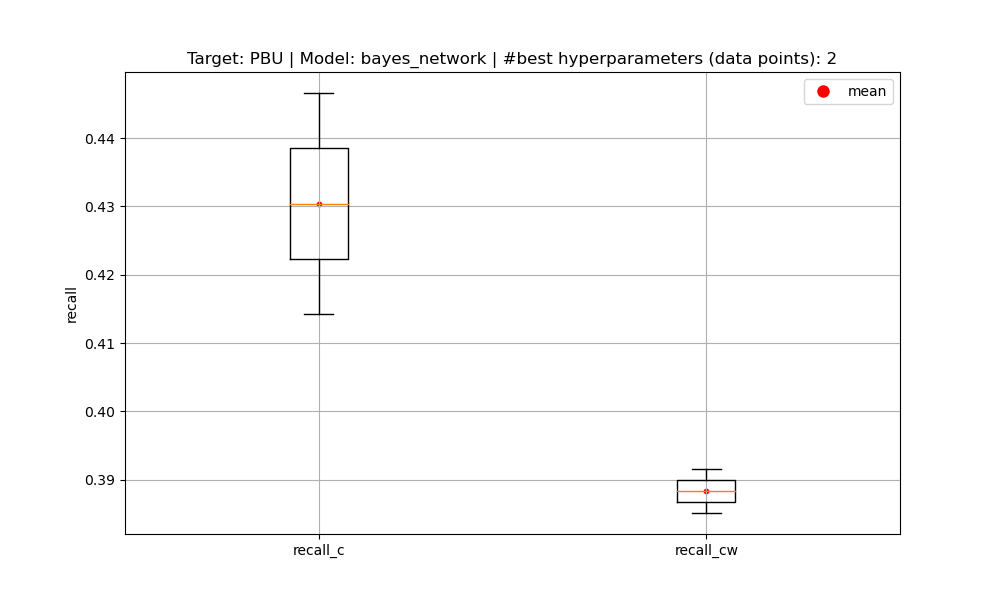 Target: PBU | Model: bayes_network | #best hyperparameters (data points): 2
mean
0.44
0.43
0.42
0.41
0.40
0.39
recall
recall_c
recall_cw